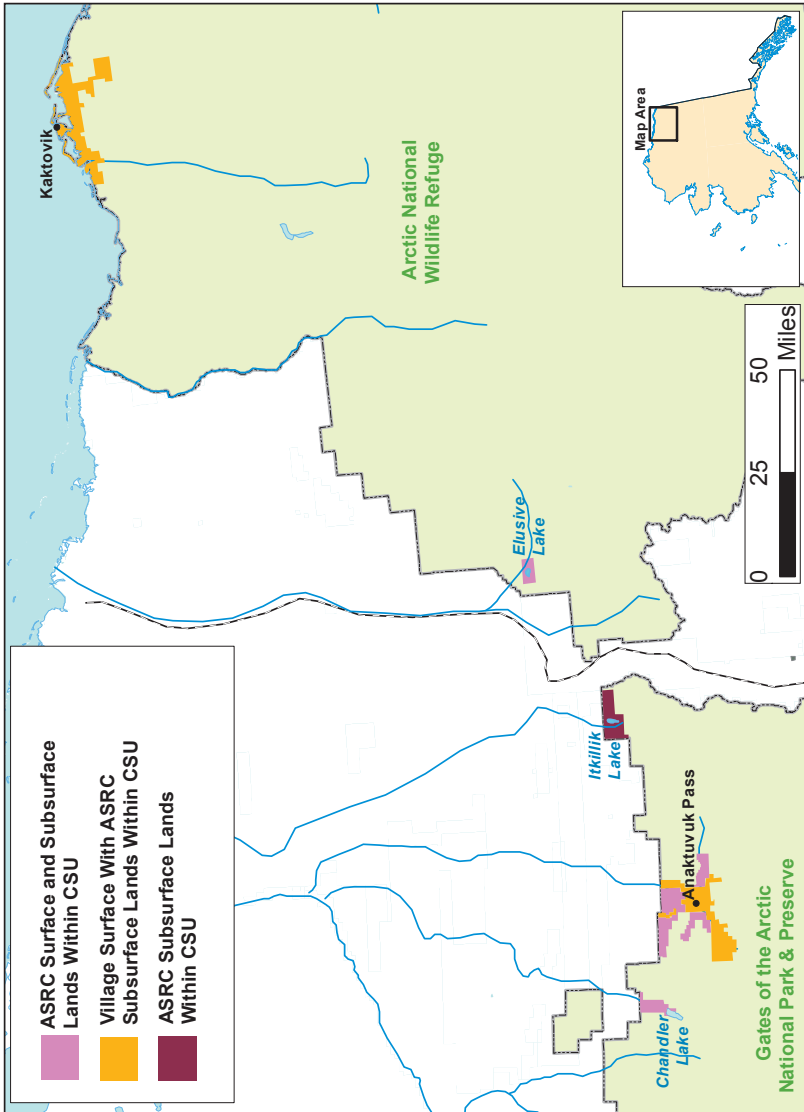 ASRC Surface and Subsurface
Lands Within CSU
Village Surface With ASRC
Subsurface Lands Within CSU
ASRC Subsurface Lands
Within CSU
Kaktovik
Arctic National
Wildlife Refuge
Elusive
Lake
Itkillik
Lake
Anaktuvuk Pass
Chandler
Lake
Gates of the Arctic
National Park & Preserve
0
25
50
Miles
Map Area